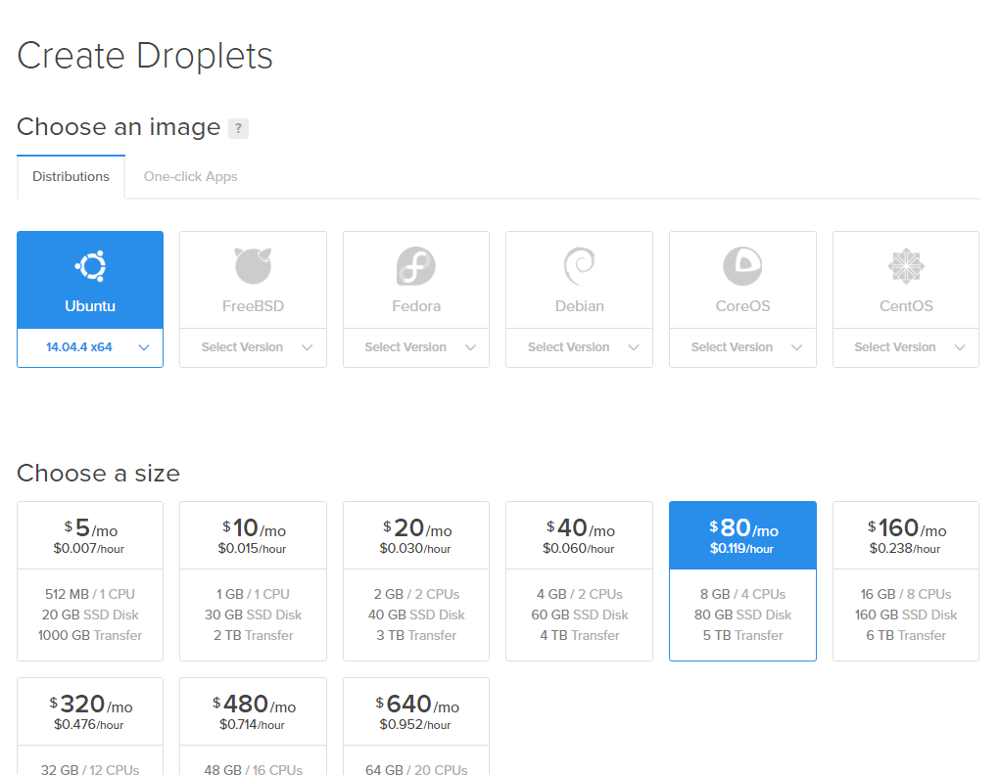 Create Droplets
Choose an image ?
Distributions One-click Apps
Ubuntu FreeBSD Fedora Debian CoreOS CentOS
14.04.4 x64 Select Version Select Version Select Version Select Version Select Version
Choose a size
$5/mo $10/mo $20/mo $40/mo $80/mo $160/mo
$0.007/hour $0.015/hour $0.030/hour $0.060/hour $0.119/hour $0.238/hour
512 MB / 1 CPU 1 GB / 1 CPU 2 GB / 2 CPUs 4 GB / 2 CPUs 8 GB / 4 CPUs 16 GB / 8 CPUs
20 GB SSD Disk 30 GB SSD Disk 40 GB SSD Disk 60 GB SSD Disk 80 GB SSD Disk 160 GB SSD Disk
1000 GB Transfer 2 TB Transfer 3 TB Transfer 4 TB Transfer 5 TB Transfer 6 TB Transfer
$320/mo $480/mo $640/mo
$0.476/hour $0.714/hour $0.952/hour
32 GB / 12 CPUs 48 GB / 16 CPUs 64 GB / 20 CPUs